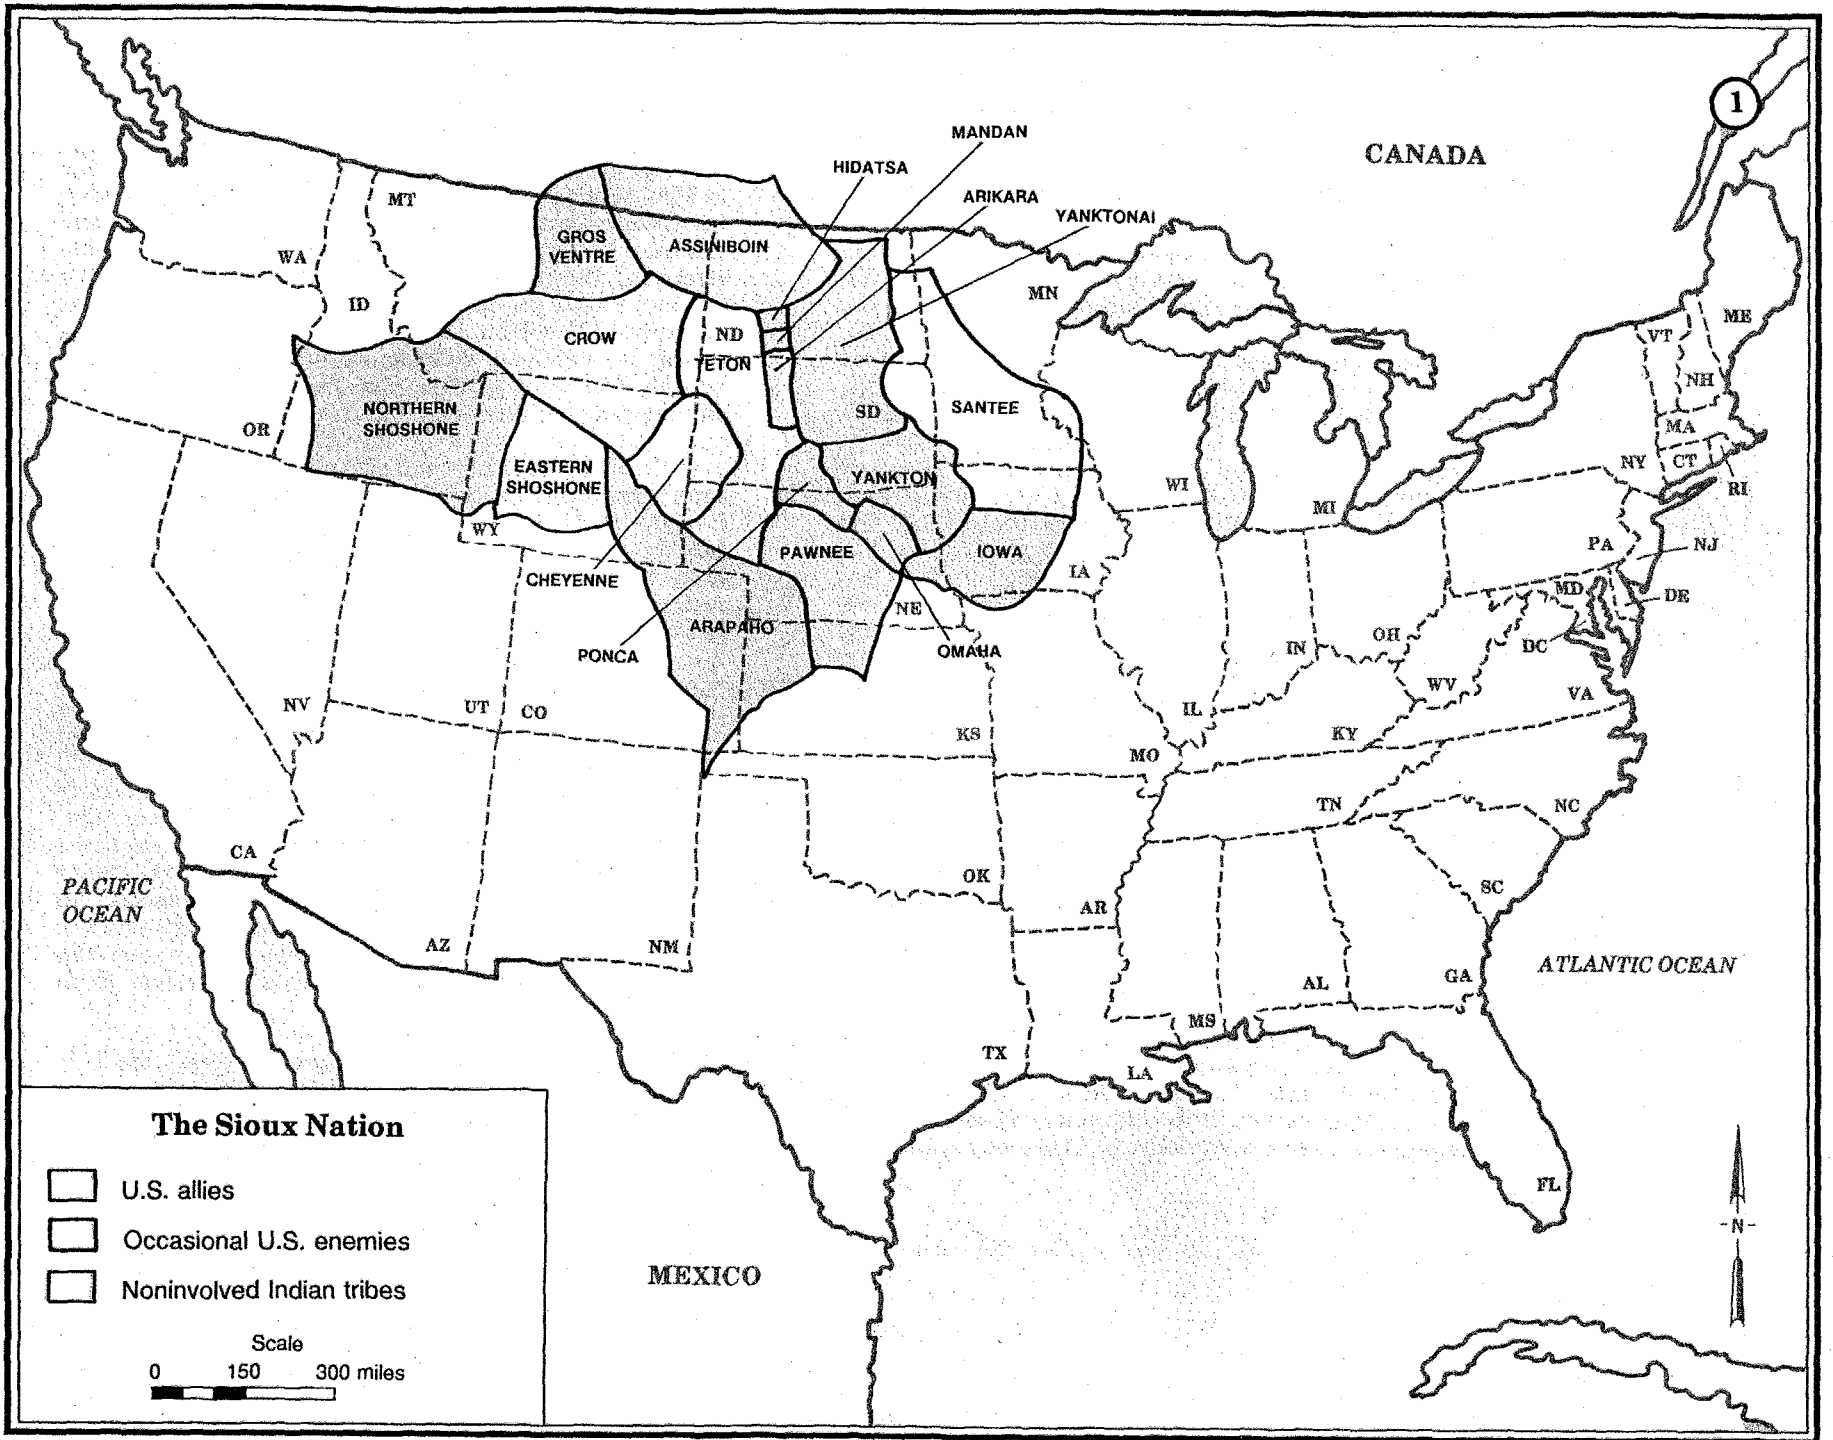 1
CANADA
MANDAN
HIDATSA
ARIKARA
YANKTONAI
MT
GROS
VENTRE
ASSINIBOIN
WA
ID
MN
ND
CROW
ETON
VT
ME
NH
NORTHERN
SHOSHONE
SD
SANTEE
OR
MA
CT
NY
RI
EASTERN
SHOSHONE
YANKTON
WI
MI
WY
PAWNEE
IOWA
IA
PA
NJ
CHEYENNE
MD
DE
NE
ARAPAHO
OH
DC
IN
PONCA
OMAHA
WV
VA
NV
UT
CO
IL
KS
KY
MO
TN
NC
CA
PACIFIC
OCEAN
OK
SC
AR
AZ
NM
ATLANTIC OCEAN
AL
GA
MS
TX
LA
FL
The Sioux Nation
U.S. allies
Occasional U.S. enemies
Noninvolved Indian tribes
Scale
0 150 300 miles
MEXICO
N